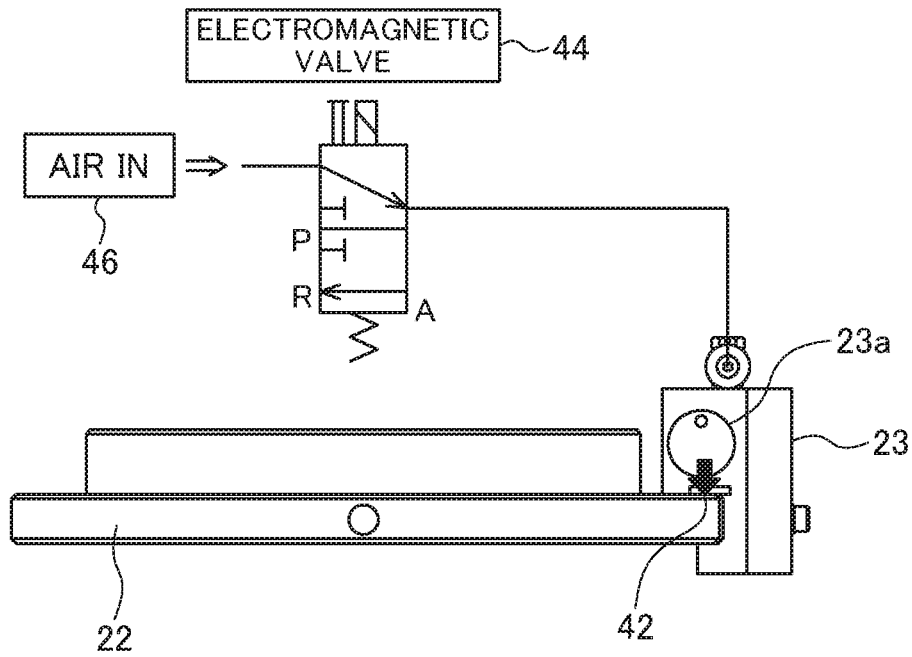 ELECTROMAGNETIC
VALVE
44
AIR IN
46
P
R
A
23a
23
22
42